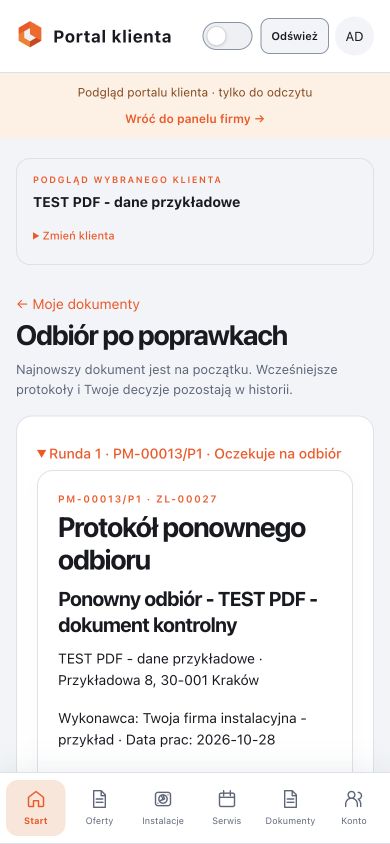 Portal klienta
Odśwież
AD
Podgląd portalu klienta · tylko do odczytu
Wróć do panelu firmy →
PODGLĄD WYBRANEGO KLIENTA
TEST PDF - dane przykładowe
▶ Zmień klienta
← Moje dokumenty
Odbiór po poprawkach
Najnowszy dokument jest na początku. Wcześniejsze
protokoły i Twoje decyzje pozostają w historii.
▼ Runda 1 · PM-00013/P1 · Oczekuje na odbiór
PM-00013/P1 · ZL-00027
Protokół ponownego
odbioru
Ponowny odbiór - TEST PDF -
dokument kontrolny
TEST PDF - dane przykładowe ·
Przykładowa 8, 30-001 Kraków
Wykonawca: Twoja firma instalacyjna -
przykład · Data prac: 2026-10-28
Start
Oferty
Instalacje
Serwis
Dokumenty
Konto